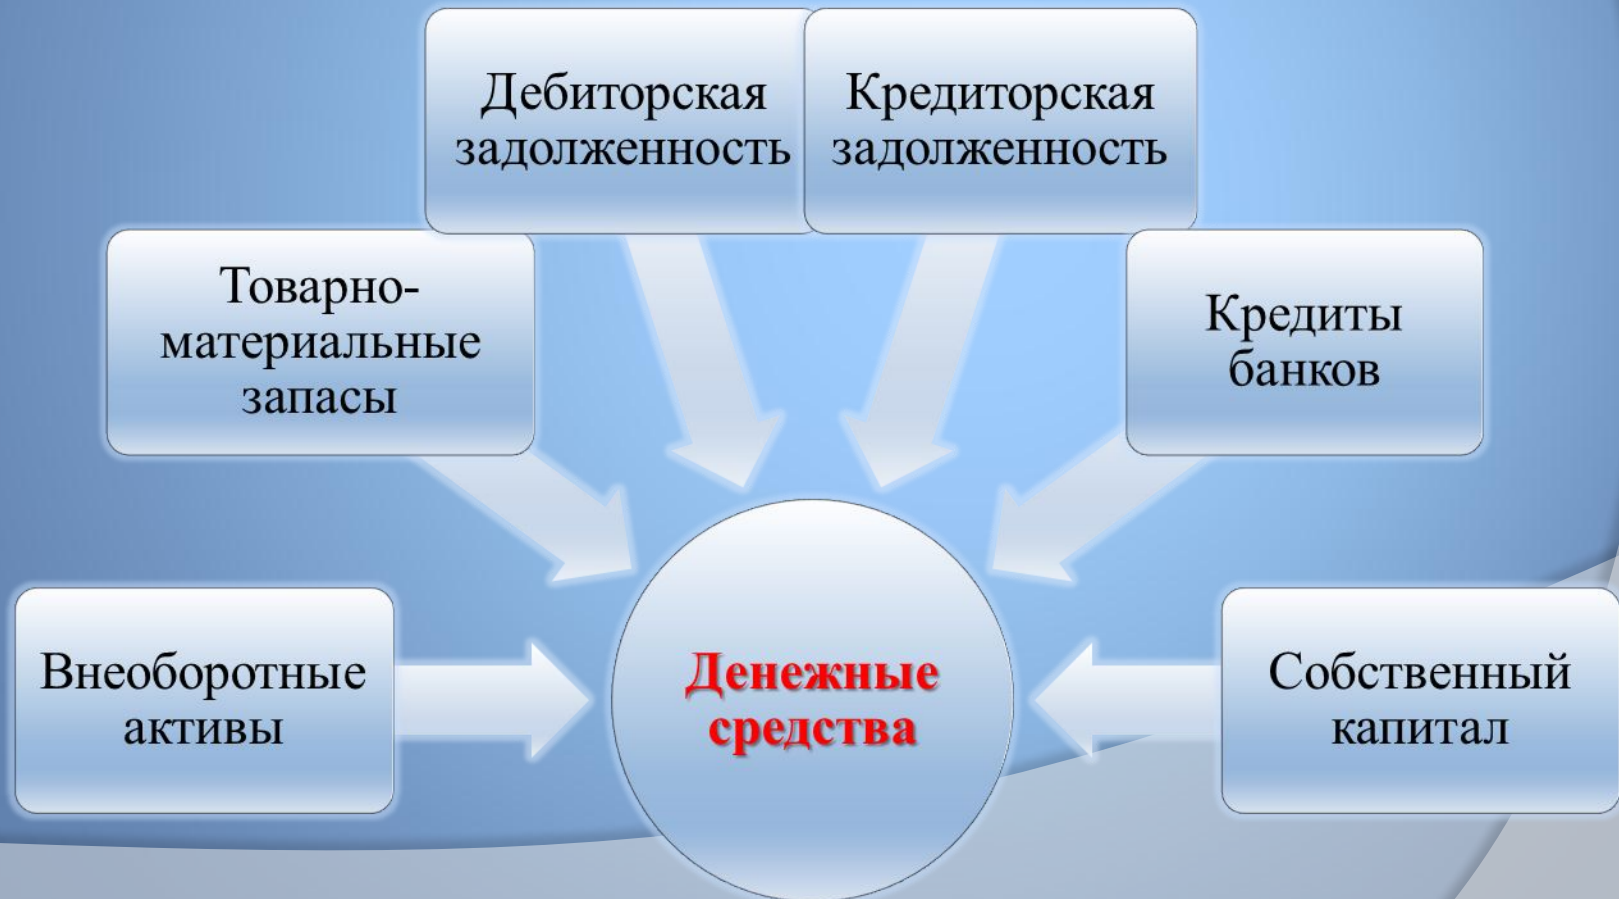 Дебиторская
задолженность
Кредиторская
задолженность
Товарно-
материальные
запасы
Кредиты
банков
Внеоборотные
активы
Денежные
средства
Собственный
капитал